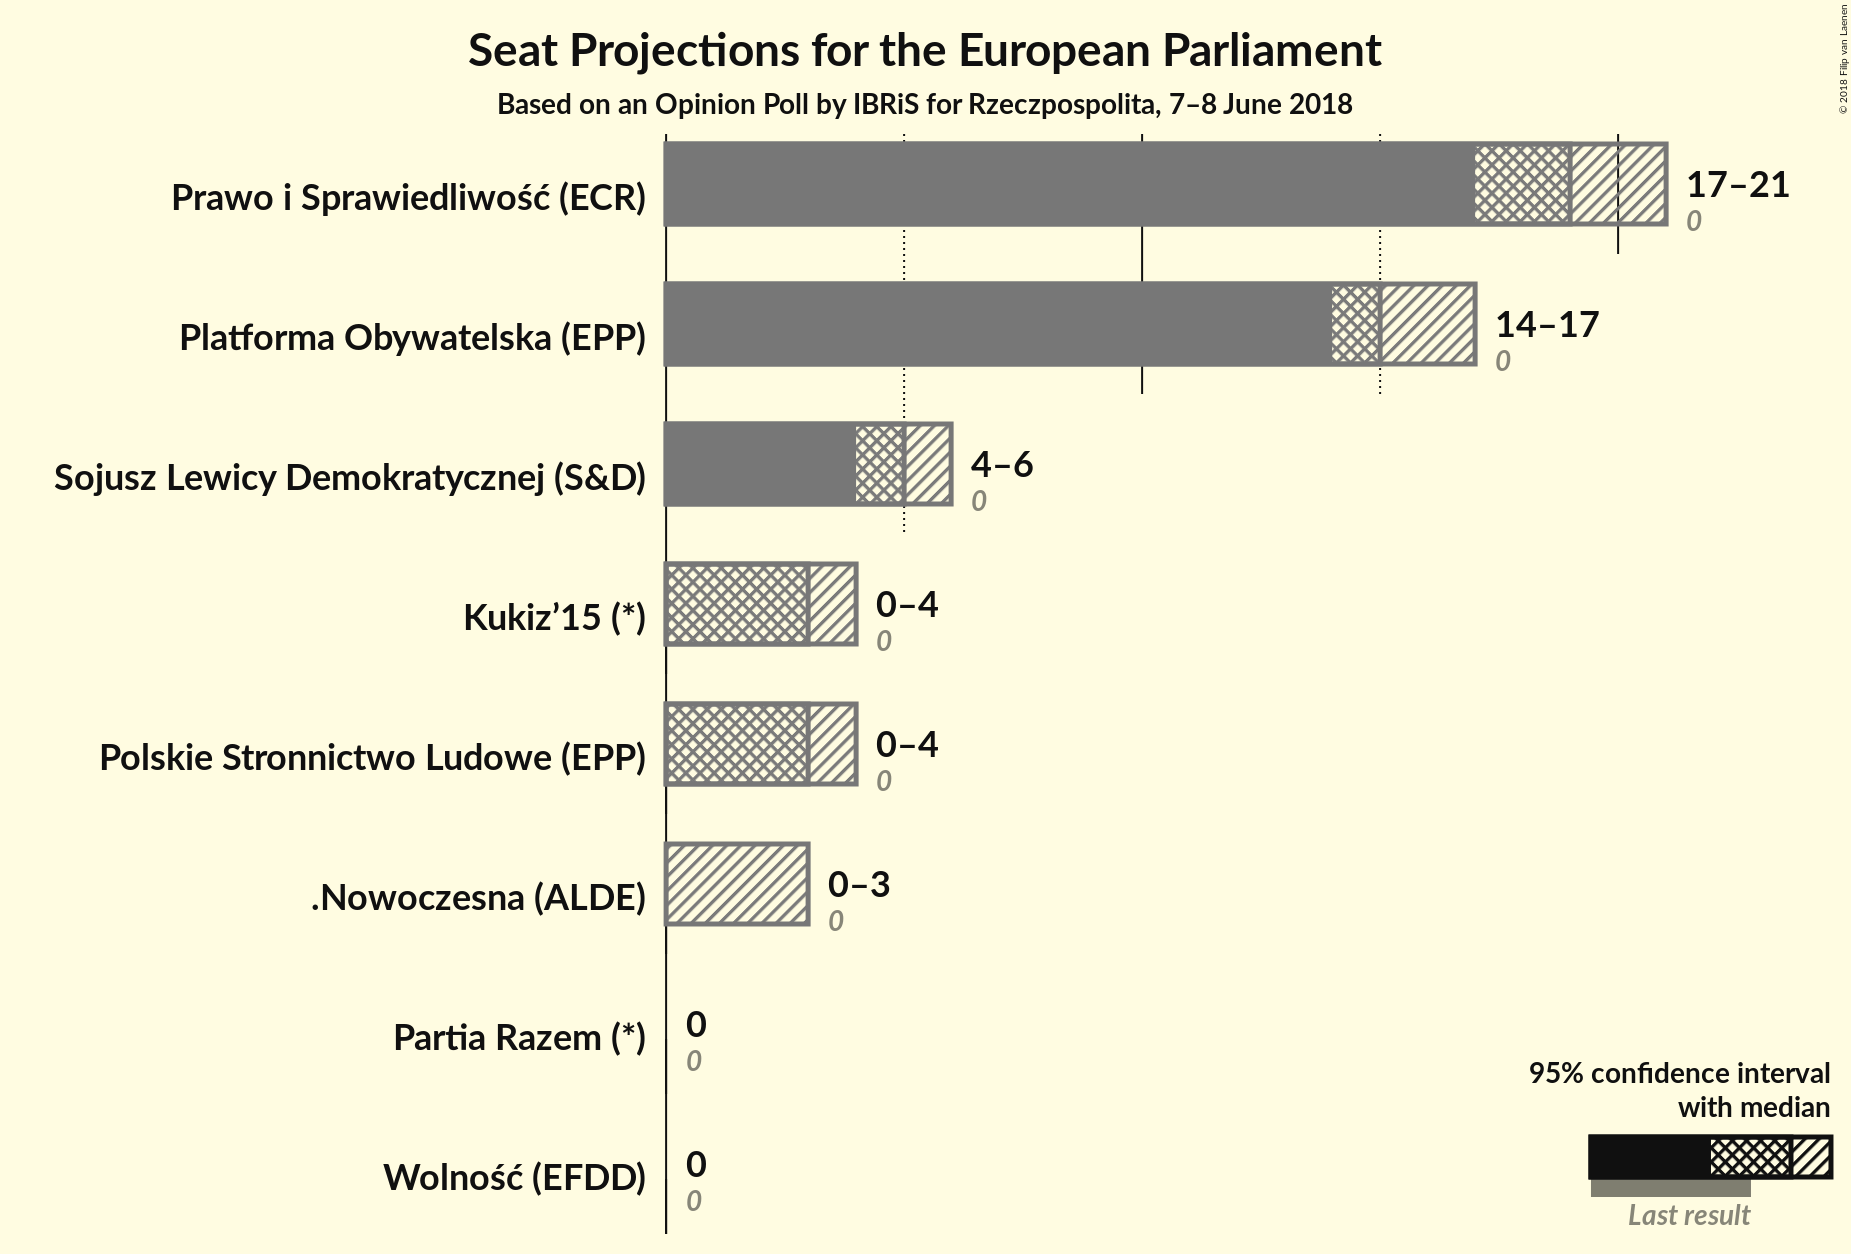 Seat Projections for the European Parliament
Based on an Opinion Poll by IBRiS for Rzeczpospolita, 7–8 June 2018
© 2018 Filip van Laenen
Prawo i Sprawiedliwość (ECR)
17–21
0
Platforma Obywatelska (EPP)
14–17
0
Sojusz Lewicy Demokratycznej (S&D)
4–6
0
Kukiz’15 (*)
0–4
0
Polskie Stronnictwo Ludowe (EPP)
0–4
0
.Nowoczesna (ALDE)
0–3
0
Partia Razem (*)
0
0
Wolność (EFDD)
0
0
95% confidence interval
with median
Last result